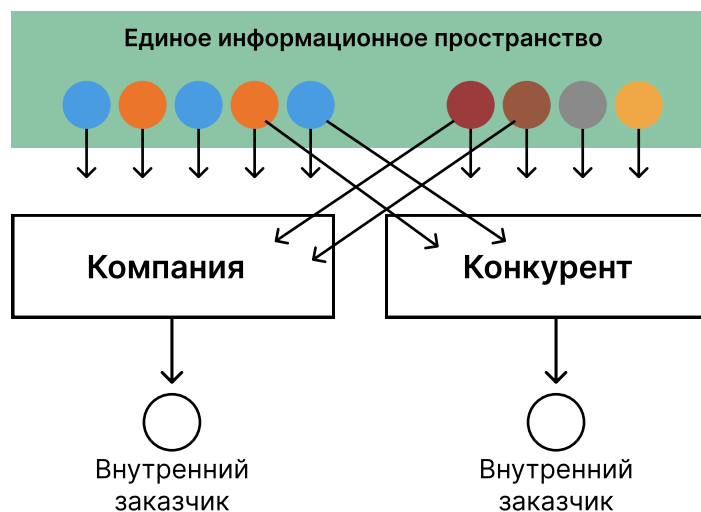 Единое информационное пространство
Компания
Конкурент
Внутренний
заказчик
Внутренний
заказчик